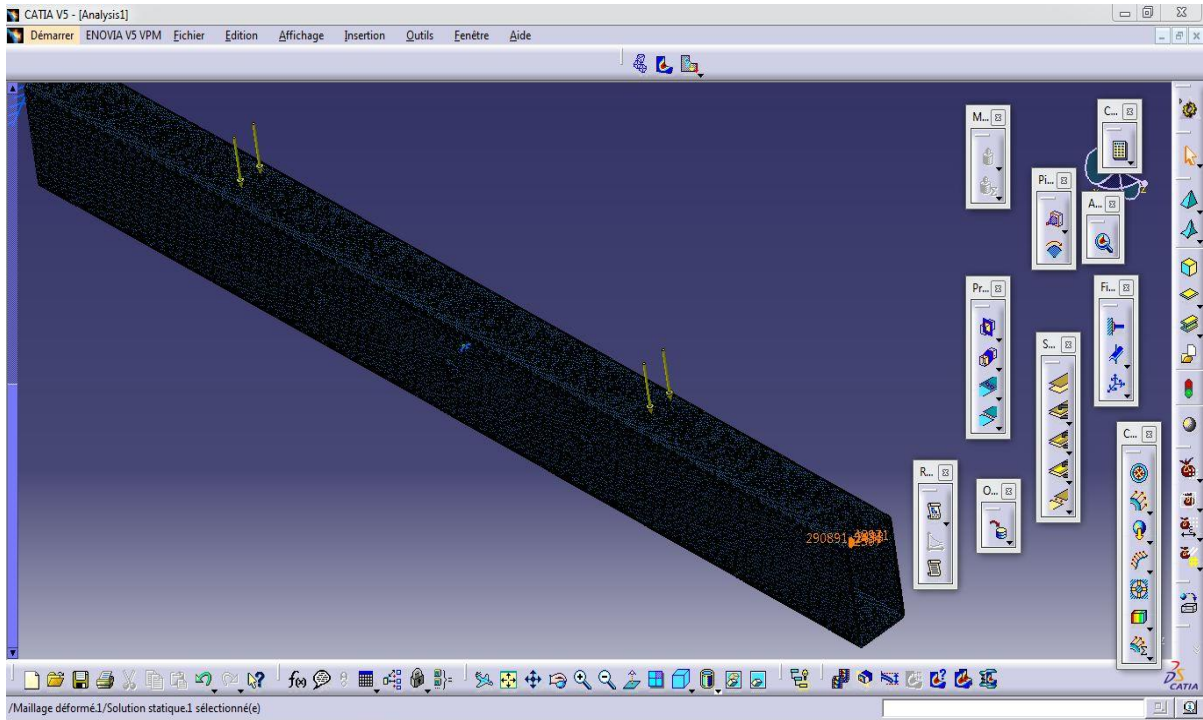 CATIA V5 - [Analysis1]
Démarrer ENOVIA V5 VPM Fichier Edition Affichage Insertion Outils Fenêtre Aide
M...
C...
Pi...
A...
Pr...
Fi...
S...
C...
R...
O...
290891
f(x)
DS
CATIA
/Maillage déformé.1/Solution statique.1 sélectionné(e)